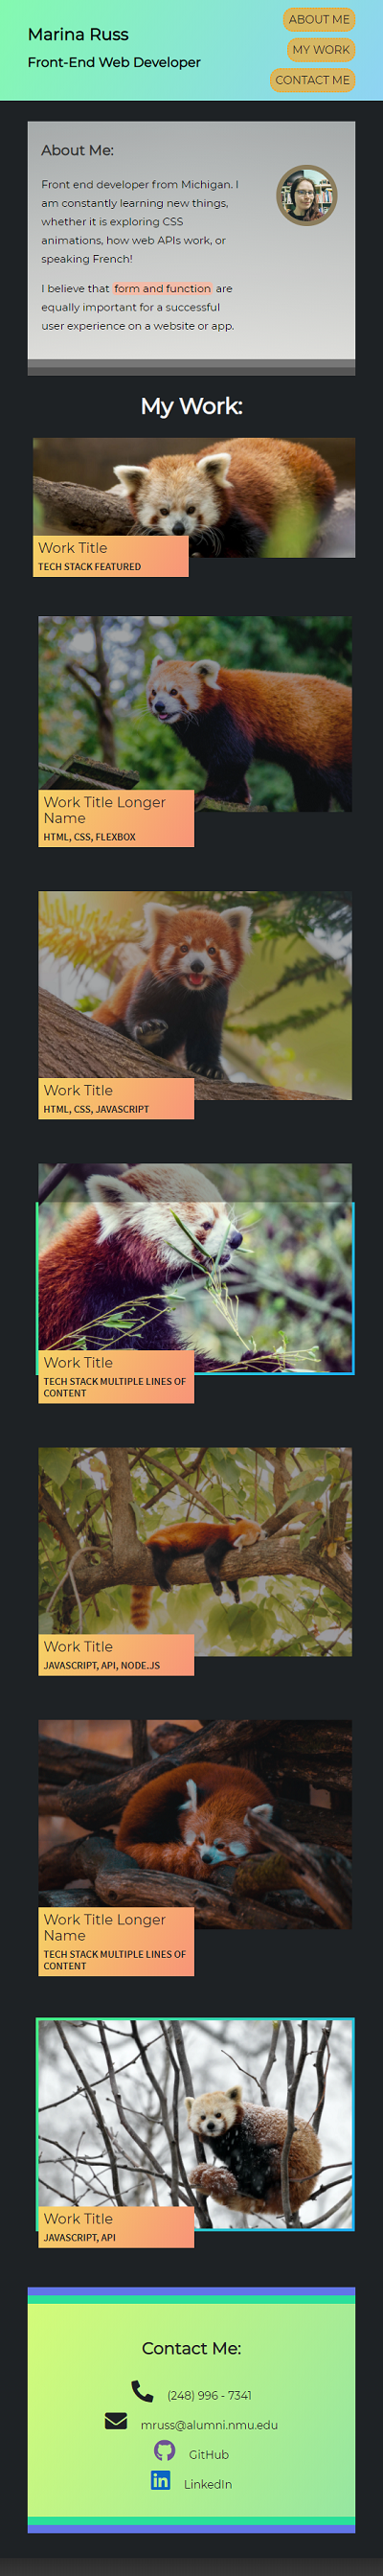 Marina Russ
Front-End Web Developer
ABOUT ME
MY WORK
CONTACT ME
About Me:
Front end developer from Michigan. I
am constantly learning new things,
whether it is exploring CSS
animations, how web APIs work, or
speaking French!
I believe that form and function are
equally important for a successful
user experience on a website or app.
My Work:
Work Title
TECH STACK FEATURED
Work Title Longer
Name
HTML, CSS, FLEXBOX
Work Title
HTML, CSS, JAVASCRIPT
Work Title
TECH STACK MULTIPLE LINES OF
CONTENT
Work Title
JAVASCRIPT, API, NODE.JS
Work Title Longer
Name
TECH STACK MULTIPLE LINES OF
CONTENT
Work Title
JAVASCRIPT, API
Contact Me:
(248) 996 - 7341
mruss@alumni.nmu.edu
GitHub
in LinkedIn